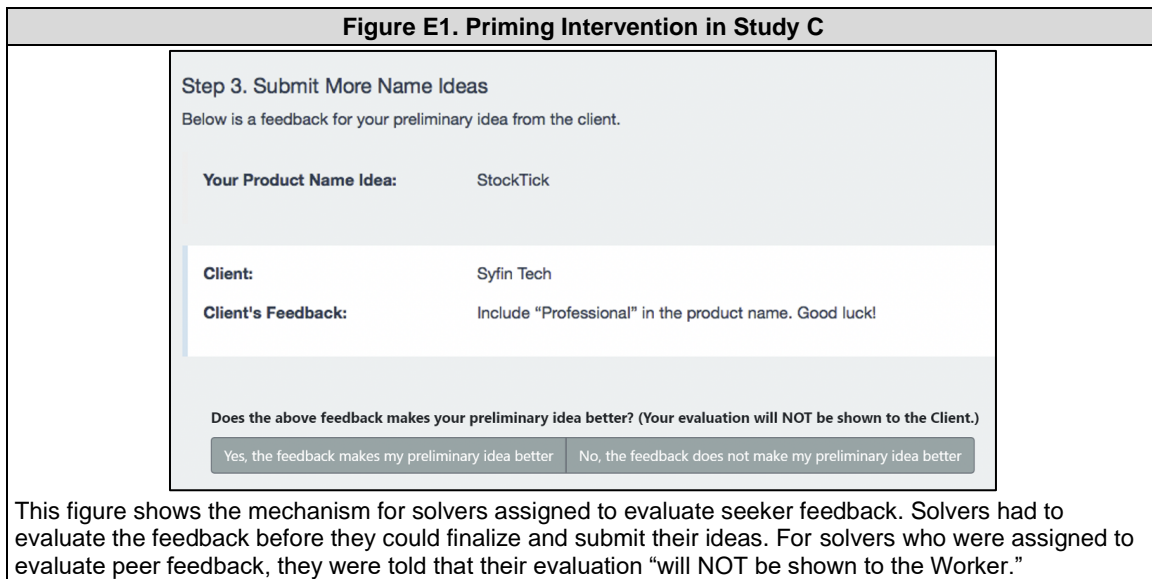 Figure E1. Priming Intervention in Study C
Step 3. Submit More Name Ideas
Below is a feedback for your preliminary idea from the client.
Your Product Name Idea: StockTick
Client: Syfin Tech
Client's Feedback: Include “Professional” in the product name. Good luck!
Does the above feedback makes your preliminary idea better? (Your evaluation will NOT be shown to the Client.)
Yes, the feedback makes my preliminary idea better No, the feedback does not make my preliminary idea better
This figure shows the mechanism for solvers assigned to evaluate seeker feedback. Solvers had to
evaluate the feedback before they could finalize and submit their ideas. For solvers who were assigned to
evaluate peer feedback, they were told that their evaluation “will NOT be shown to the Worker.”